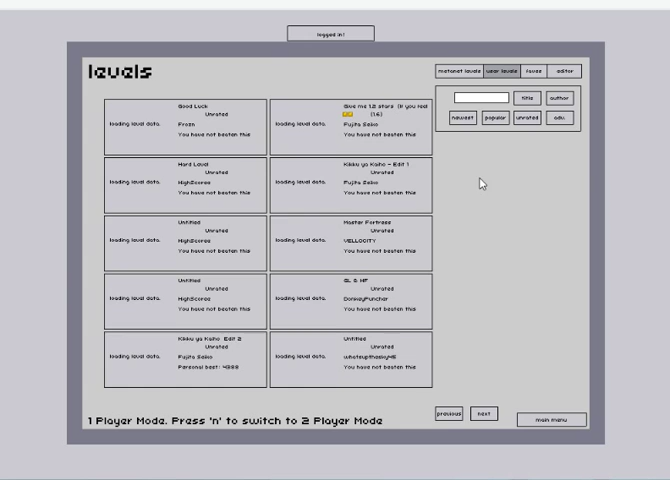 logged in!
levels
metanet levels
user levels
faves
editor
title
author
newest
popular
unrated
adv.
loading level data.
Good Luck
Unrated
Frozn
You have not beaten this
loading level data.
Give me 1.2 stars (If you feel
(1.6)
Fujita Seiko
You have not beaten this
loading level data.
Hard Level
Unrated
HighScores
You have not beaten this
loading level data.
Kikku ya Kaiho - Edit 1
Unrated
Fujita Seiko
You have not beaten this
loading level data.
Untitled
Unrated
HighScores
You have not beaten this
loading level data.
Master Fortress
Unrated
VELLOCITY
You have not beaten this
loading level data.
Untitled
Unrated
HighScores
You have not beaten this
loading level data.
GL & HF
Unrated
DonkeyPuncher
You have not beaten this
loading level data.
Kikku ya Kaiho Edit 2
Unrated
Fujita Seiko
Personal best: 4388
loading level data.
Untitled
Unrated
whatsupthesky45
You have not beaten this
previous
next
main menu
1 Player Mode. Press 'n' to switch to 2 Player Mode